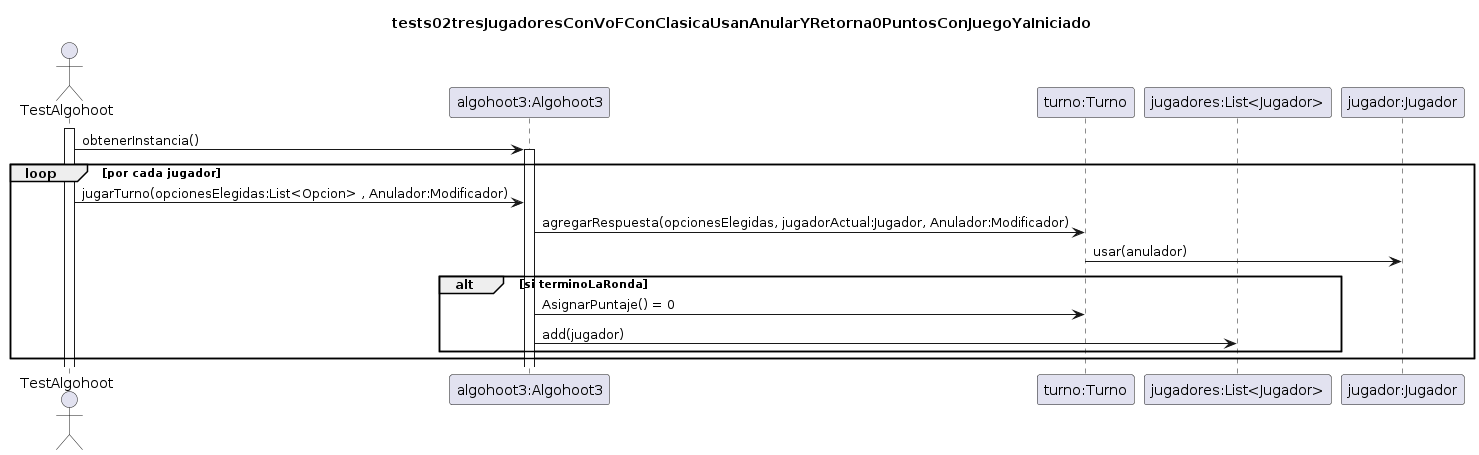 tests02tresJugadoresConVoFConClasicaUsanAnularYRetorna0PuntosConJuegoYaIniciado
TestAlgohoot
algohoot3:Algohoot3
turno:Turno
jugadores:List<Jugador>
jugador:Jugador
obtenerInstancia()
loop [por cada jugador]
jugarTurno(opcionesElegidas:List<Opcion> , Anulador:Modificador)
agregarRespuesta(opcionesElegidas, jugadorActual:Jugador, Anulador:Modificador)
usar(anulador)
alt [si terminoLaRonda]
AsignarPuntaje() = 0
add(jugador)
TestAlgohoot
algohoot3:Algohoot3
turno:Turno
jugadores:List<Jugador>
jugador:Jugador